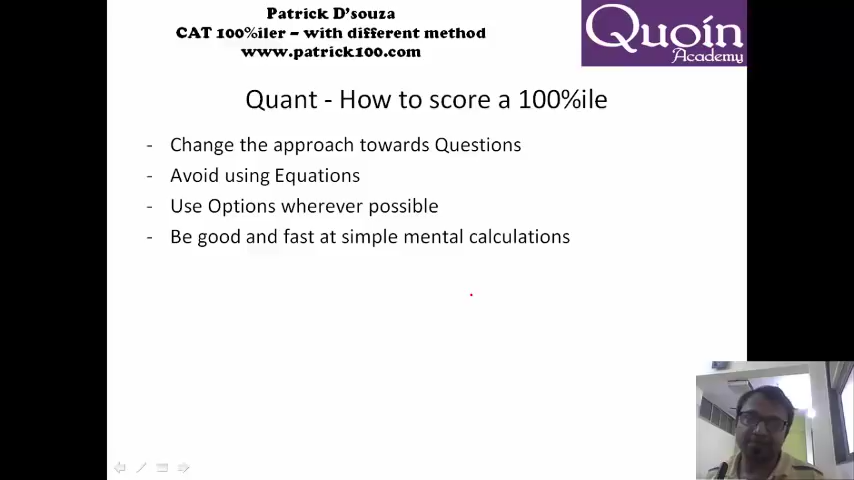 Patrick D'souza
CAT 100%iler – with different method
www.patrick100.com
Quoin
Academy
Quant - How to score a 100%ile
- Change the approach towards Questions
- Avoid using Equations
- Use Options wherever possible
- Be good and fast at simple mental calculations